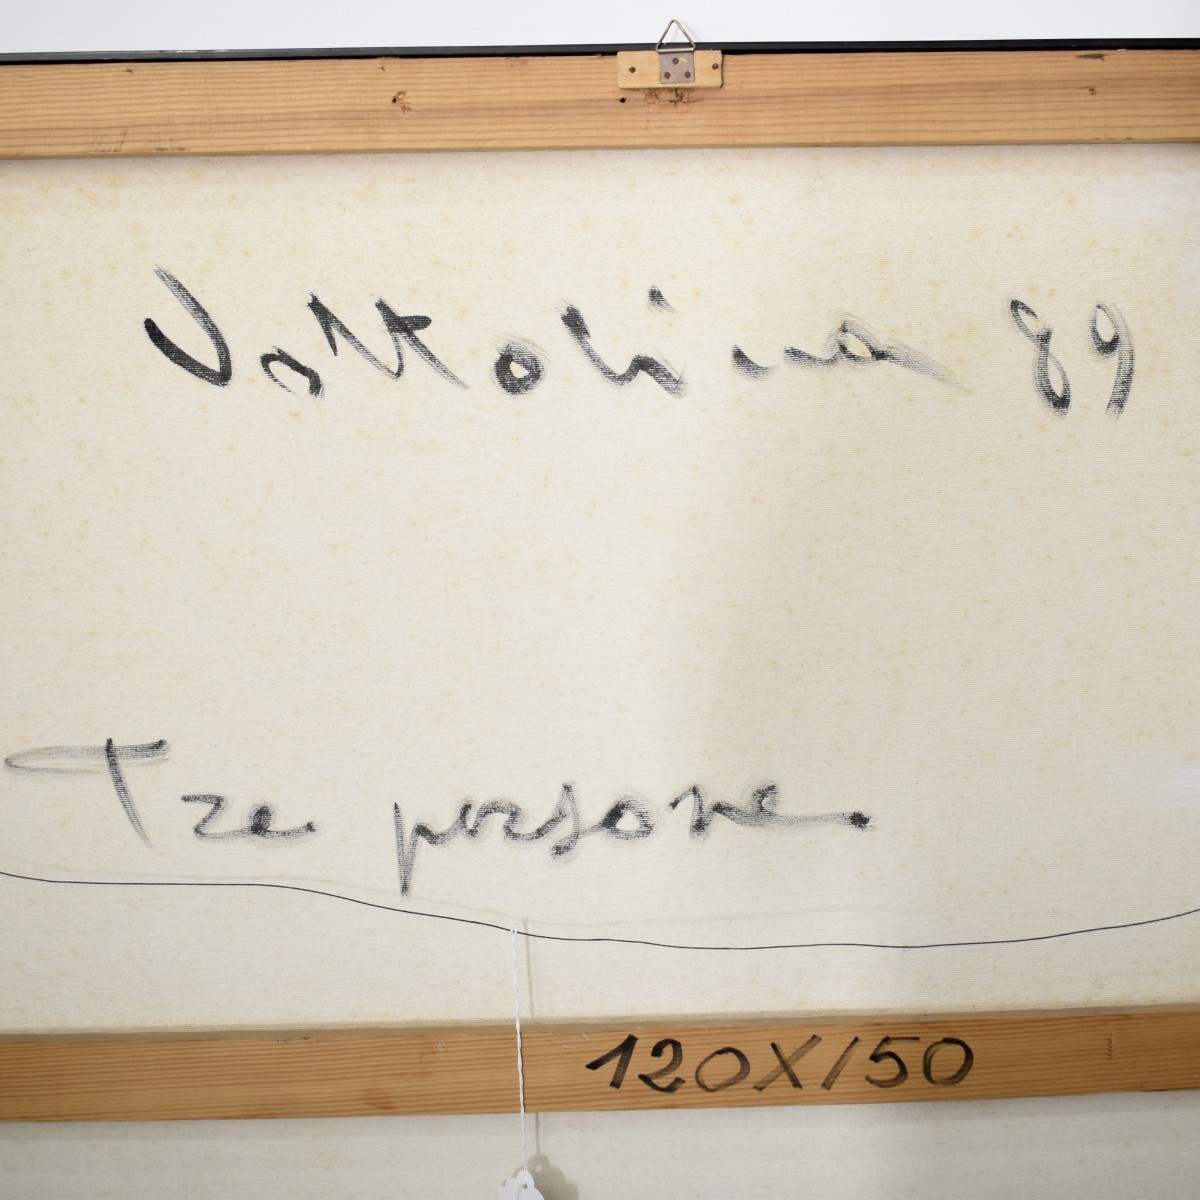 Vottolina 89
Tre persone.
120X150